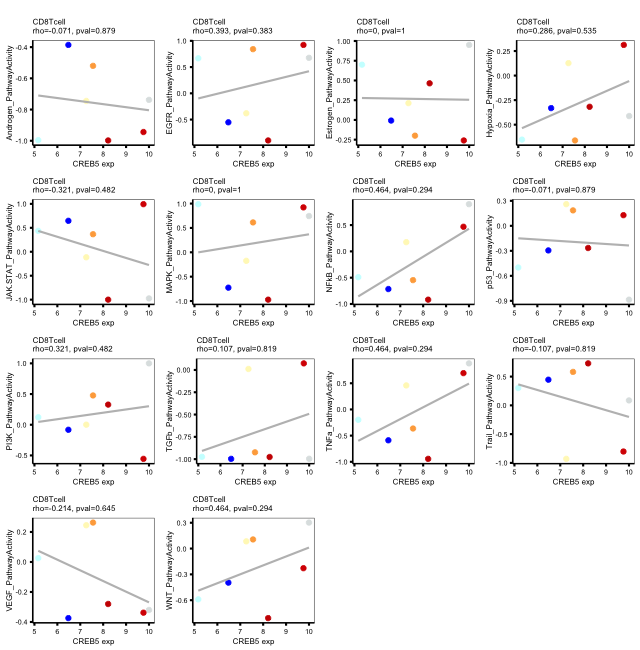 CD8Tcell
rho=-0.071, pval=0.879
Androgen_PathwayActivity
-0.4
-0.6
-0.8
-1.0
5 6 7 8 9 10
CREB5 exp
CD8Tcell
rho=0.393, pval=0.383
EGFR_PathwayActivity
1.0
0.5
0.0
-0.5
5 6 7 8 9 10
CREB5 exp
CD8Tcell
rho=0, pval=1
Estrogen_PathwayActivity
1.00
0.75
0.50
0.25
0.00
-0.25
5 6 7 8 9 10
CREB5 exp
CD8Tcell
rho=0.286, pval=0.535
Hypoxia_PathwayActivity
0.25
0.00
-0.25
-0.50
5 6 7 8 9 10
CREB5 exp
CD8Tcell
rho=-0.321, pval=0.482
JAK.STAT_PathwayActivity
1.0
0.5
0.0
-0.5
-1.0
5 6 7 8 9 10
CREB5 exp
CD8Tcell
rho=0, pval=1
MAPK_PathwayActivity
1.0
0.5
0.0
-0.5
-1.0
5 6 7 8 9 10
CREB5 exp
CD8Tcell
rho=0.464, pval=0.294
NFkB_PathwayActivity
1.0
0.5
0.0
-0.5
-1.0
5 6 7 8 9 10
CREB5 exp
CD8Tcell
rho=-0.071, pval=0.879
p53_PathwayActivity
0.3
0.0
-0.3
-0.6
-0.9
5 6 7 8 9 10
CREB5 exp
CD8Tcell
rho=0.321, pval=0.482
PI3K_PathwayActivity
1.0
0.5
0.0
-0.5
5 6 7 8 9 10
CREB5 exp
CD8Tcell
rho=0.107, pval=0.819
TGFb_PathwayActivity
0.00
-0.25
-0.50
-0.75
-1.00
5 6 7 8 9 10
CREB5 exp
CD8Tcell
rho=0.464, pval=0.294
TNFa_PathwayActivity
0.5
0.0
-0.5
-1.0
5 6 7 8 9 10
CREB5 exp
CD8Tcell
rho=-0.107, pval=0.819
Trail_PathwayActivity
0.5
0.0
-0.5
-1.0
5 6 7 8 9 10
CREB5 exp
CD8Tcell
rho=-0.214, pval=0.645
VEGF_PathwayActivity
0.2
0.0
-0.2
-0.4
5 6 7 8 9 10
CREB5 exp
CD8Tcell
rho=0.464, pval=0.294
WNT_PathwayActivity
0.3
0.0
-0.3
-0.6
5 6 7 8 9 10
CREB5 exp